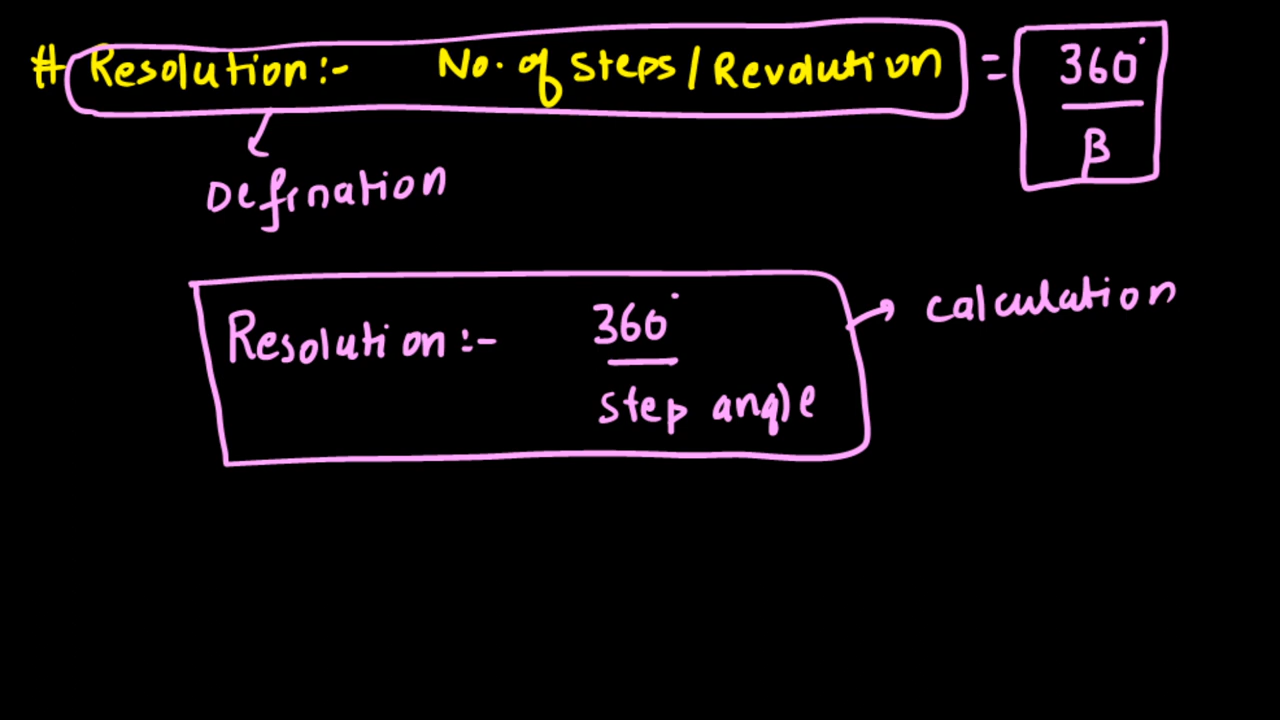 # Resolution:- No. of steps / Revolution = 360° / β
Defination
Resolution:- 360° / step angle
calculation